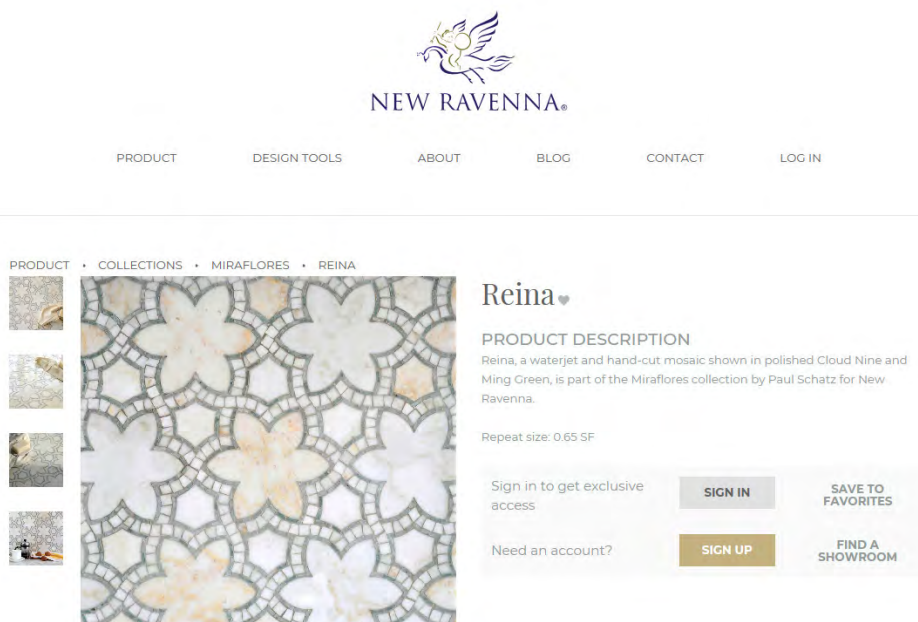 NEW RAVENNA®
PRODUCT DESIGN TOOLS ABOUT BLOG CONTACT LOG IN
PRODUCT • COLLECTIONS • MIRAFLORES • REINA
Reina
PRODUCT DESCRIPTION
Reina, a waterjet and hand-cut mosaic shown in polished Cloud Nine and
Ming Green, is part of the Miraflores collection by Paul Schatz for New
Ravenna.
Repeat size: 0.65 SF
Sign in to get exclusive
access
SIGN IN
SAVE TO
FAVORITES
Need an account?
SIGN UP
FIND A
SHOWROOM